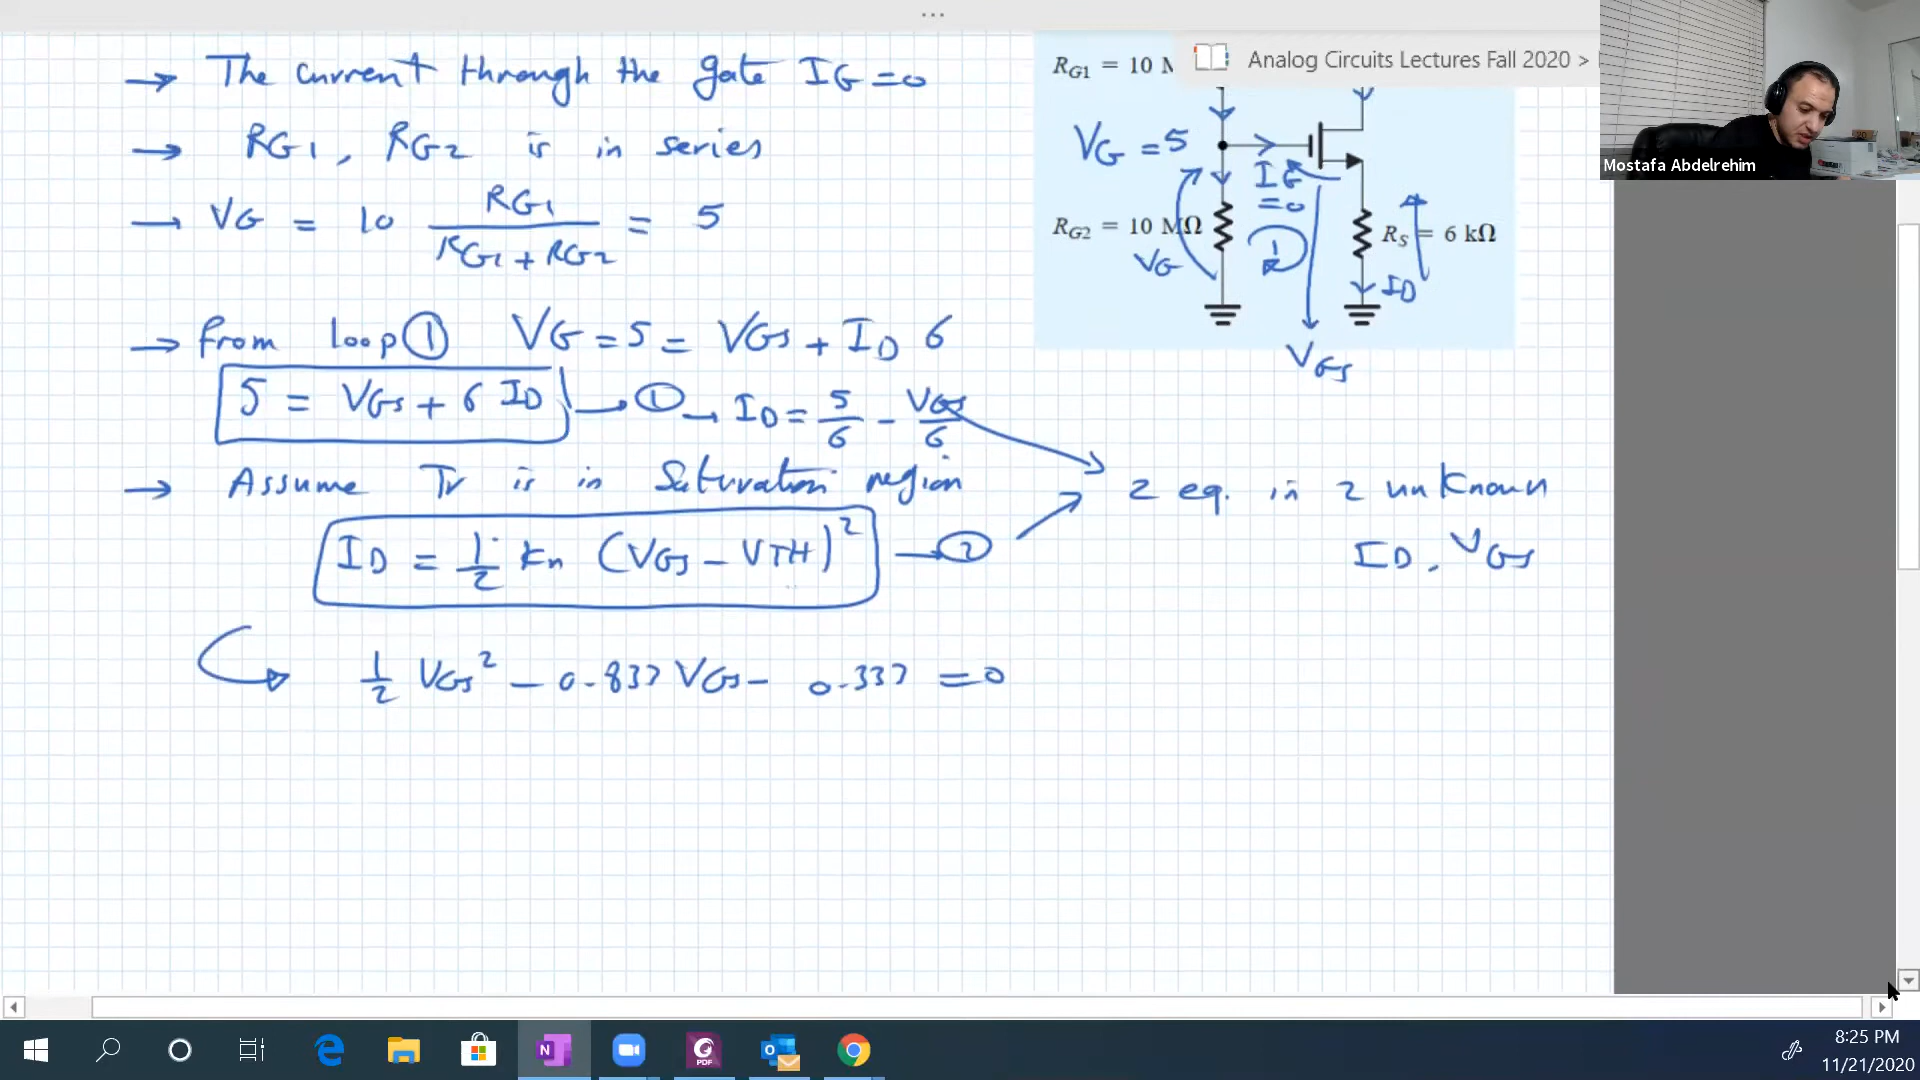 ...
→ The current through the gate IG = 0
→ RG1, RG2 is in series
→ VG = 10 RG1 / (RG1 + RG2) = 5
→ from loop ① VG = 5 = VGS + ID 6
5 = VGS + 6 ID → ① → ID = 5/6 - VGS/6
→ Assume Tr is in Saturation region
ID = 1/2 kn (VGS - VTH)² → ②
2 eq. in 2 unknown
ID, VGS
1/2 VGS² - 0.837 VGS - 0.337 = 0
RG1 = 10 M
Analog Circuits Lectures Fall 2020 >
VG = 5
IG = 0
RG2 = 10 MΩ
VG
1
RS = 6 kΩ
ID
VGS
Mostafa Abdelrehim
N
PDF
8:25 PM
11/21/2020